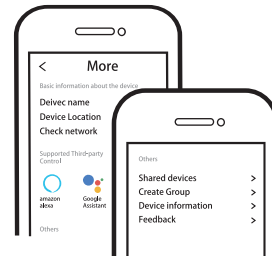 < More
Basic information about the device
Deivec name
Device Location
Check network
Supported Third-party
Control
amazon
alexa
Google
Assistant
Others
Others
Shared devices >
Create Group >
Device information >
Feedback >